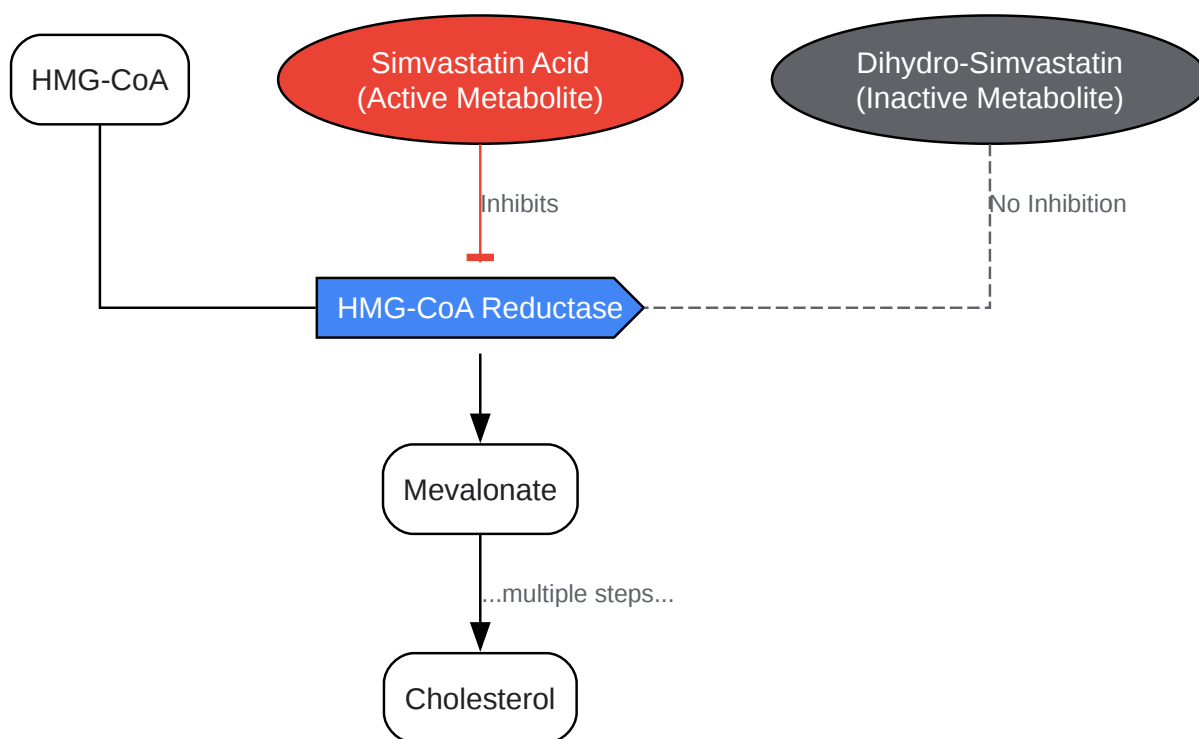 HMG-CoA
Simvastatin Acid
(Active Metabolite)
Dihydro-Simvastatin
(Inactive Metabolite)
Inhibits
No Inhibition
HMG-CoA Reductase
Mevalonate
...multiple steps...
Cholesterol